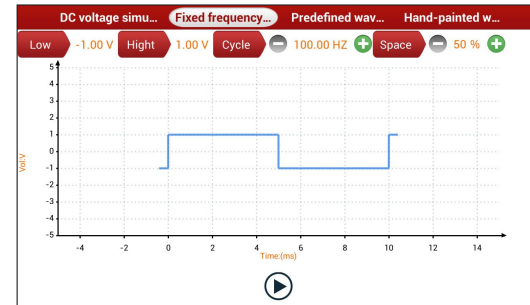 DC voltage simu... Fixed frequency... Predefined wav... Hand-painted w...
Low -1.00 V Hight 1.00 V Cycle 100.00 HZ Space 50 %
5
4
3
2
1
0
-1
-2
-3
-4
-5
Vol:V
-4 -2 0 2 4 6 8 10 12 14
Time:(ms)